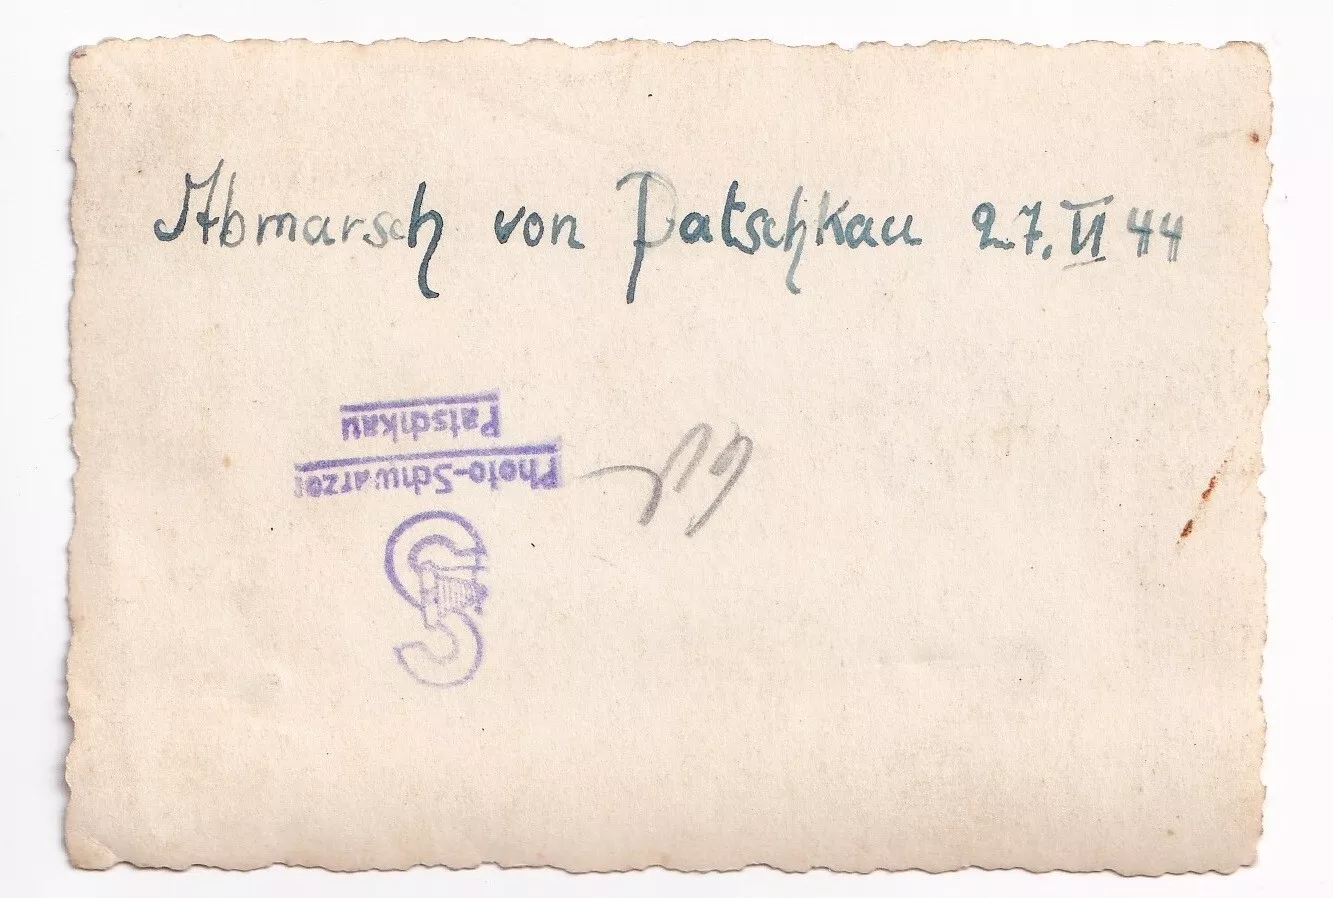 Abmarsch von Patschkau 27. VI 44
Photo-Schwarzer
Patschkau